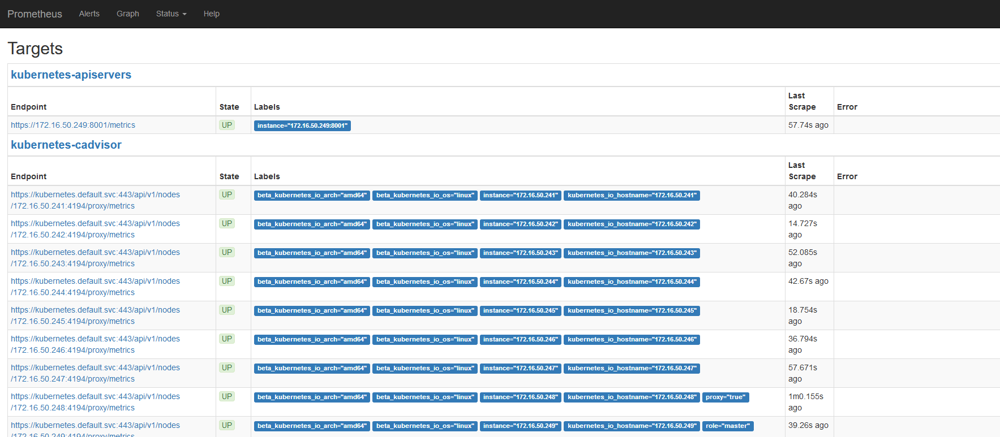 Prometheus Alerts Graph Status Help
Targets
kubernetes-apiservers
Endpoint State Labels Last Scrape Error
https://172.16.50.249:8001/metrics UP instance="172.16.50.249:8001" 57.74s ago
kubernetes-cadvisor
Endpoint State Labels Last Scrape Error
https://kubernetes.default.svc:443/api/v1/nodes UP beta_kubernetes_io_arch="amd64" beta_kubernetes_io_os="linux" instance="172.16.50.241" kubernetes_io_hostname="172.16.50.241" 40.284s
/172.16.50.241:4194/proxy/metrics ago
https://kubernetes.default.svc:443/api/v1/nodes UP beta_kubernetes_io_arch="amd64" beta_kubernetes_io_os="linux" instance="172.16.50.242" kubernetes_io_hostname="172.16.50.242" 14.727s
/172.16.50.242:4194/proxy/metrics ago
https://kubernetes.default.svc:443/api/v1/nodes UP beta_kubernetes_io_arch="amd64" beta_kubernetes_io_os="linux" instance="172.16.50.243" kubernetes_io_hostname="172.16.50.243" 52.085s
/172.16.50.243:4194/proxy/metrics ago
https://kubernetes.default.svc:443/api/v1/nodes UP beta_kubernetes_io_arch="amd64" beta_kubernetes_io_os="linux" instance="172.16.50.244" kubernetes_io_hostname="172.16.50.244" 42.67s ago
/172.16.50.244:4194/proxy/metrics
https://kubernetes.default.svc:443/api/v1/nodes UP beta_kubernetes_io_arch="amd64" beta_kubernetes_io_os="linux" instance="172.16.50.245" kubernetes_io_hostname="172.16.50.245" 18.754s
/172.16.50.245:4194/proxy/metrics ago
https://kubernetes.default.svc:443/api/v1/nodes UP beta_kubernetes_io_arch="amd64" beta_kubernetes_io_os="linux" instance="172.16.50.246" kubernetes_io_hostname="172.16.50.246" 36.794s
/172.16.50.246:4194/proxy/metrics ago
https://kubernetes.default.svc:443/api/v1/nodes UP beta_kubernetes_io_arch="amd64" beta_kubernetes_io_os="linux" instance="172.16.50.247" kubernetes_io_hostname="172.16.50.247" 57.671s
/172.16.50.247:4194/proxy/metrics ago
https://kubernetes.default.svc:443/api/v1/nodes UP beta_kubernetes_io_arch="amd64" beta_kubernetes_io_os="linux" instance="172.16.50.248" kubernetes_io_hostname="172.16.50.248" proxy="true" 1m0.155s
/172.16.50.248:4194/proxy/metrics ago
https://kubernetes.default.svc:443/api/v1/nodes UP beta_kubernetes_io_arch="amd64" beta_kubernetes_io_os="linux" instance="172.16.50.249" kubernetes_io_hostname="172.16.50.249" role="master" 39.26s ago
/172.16.50.249:4194/proxy/metrics